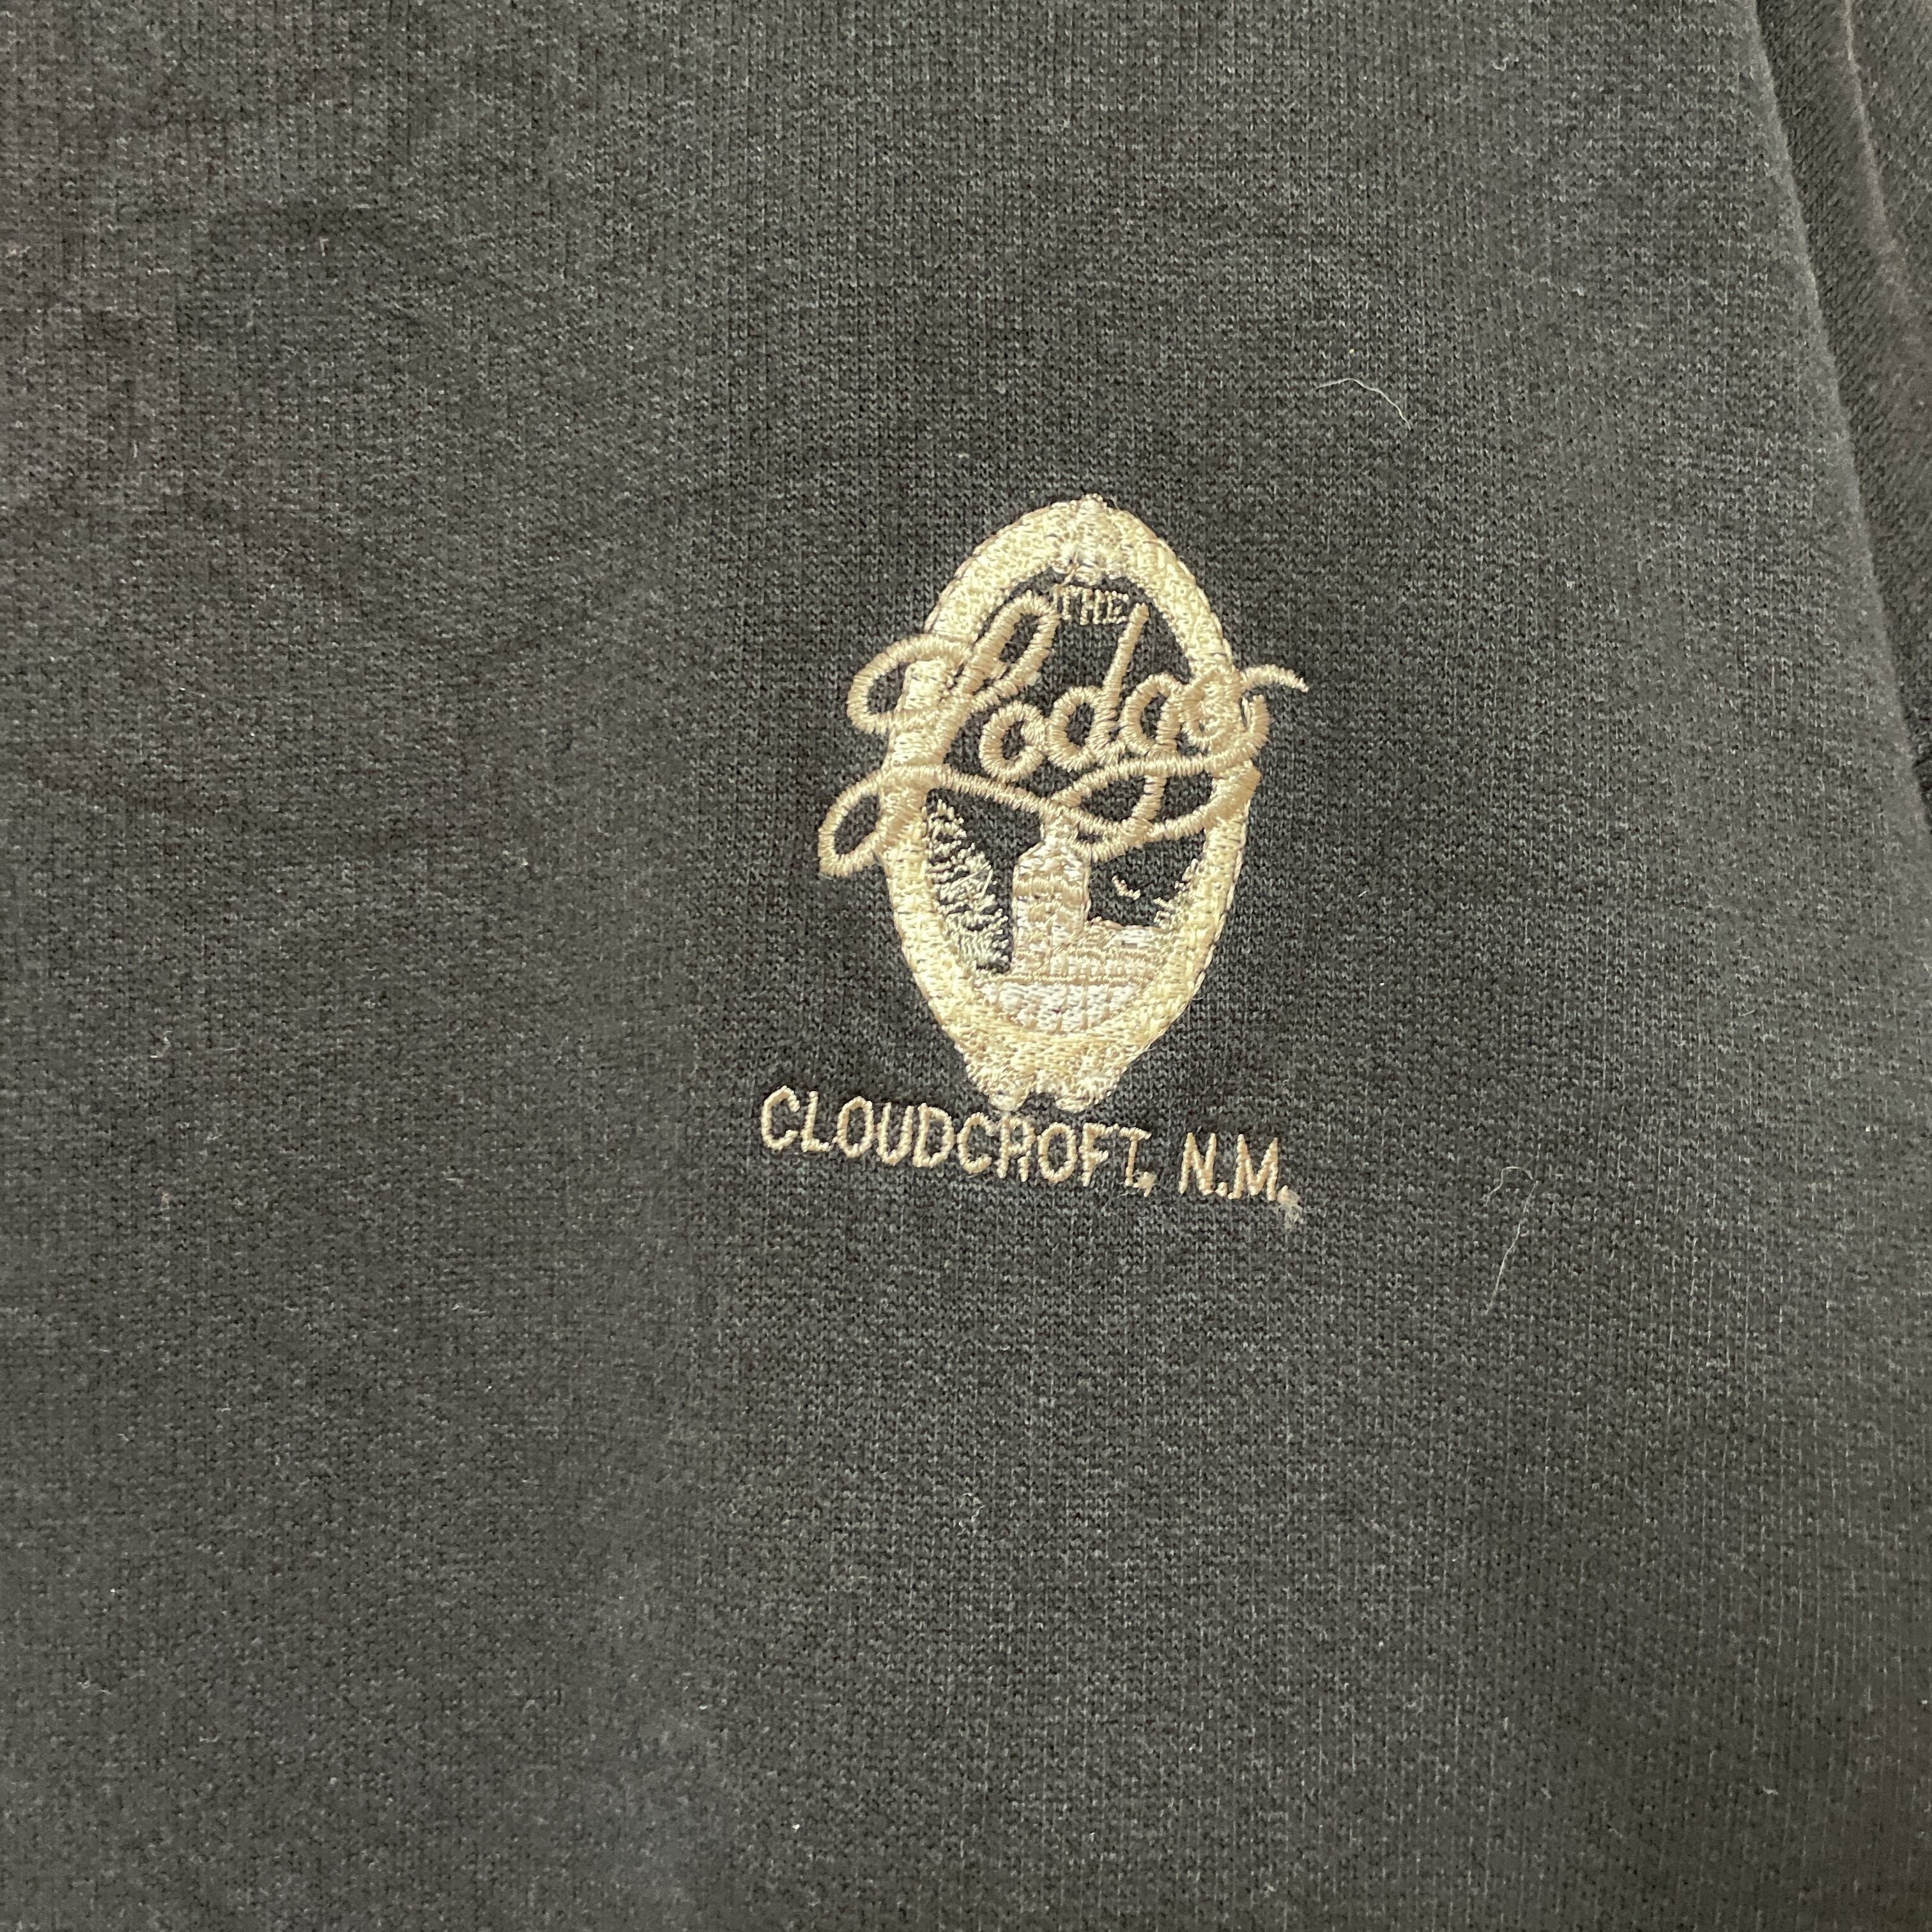 THE
Lodge
CLOUDCROFT, N.M.